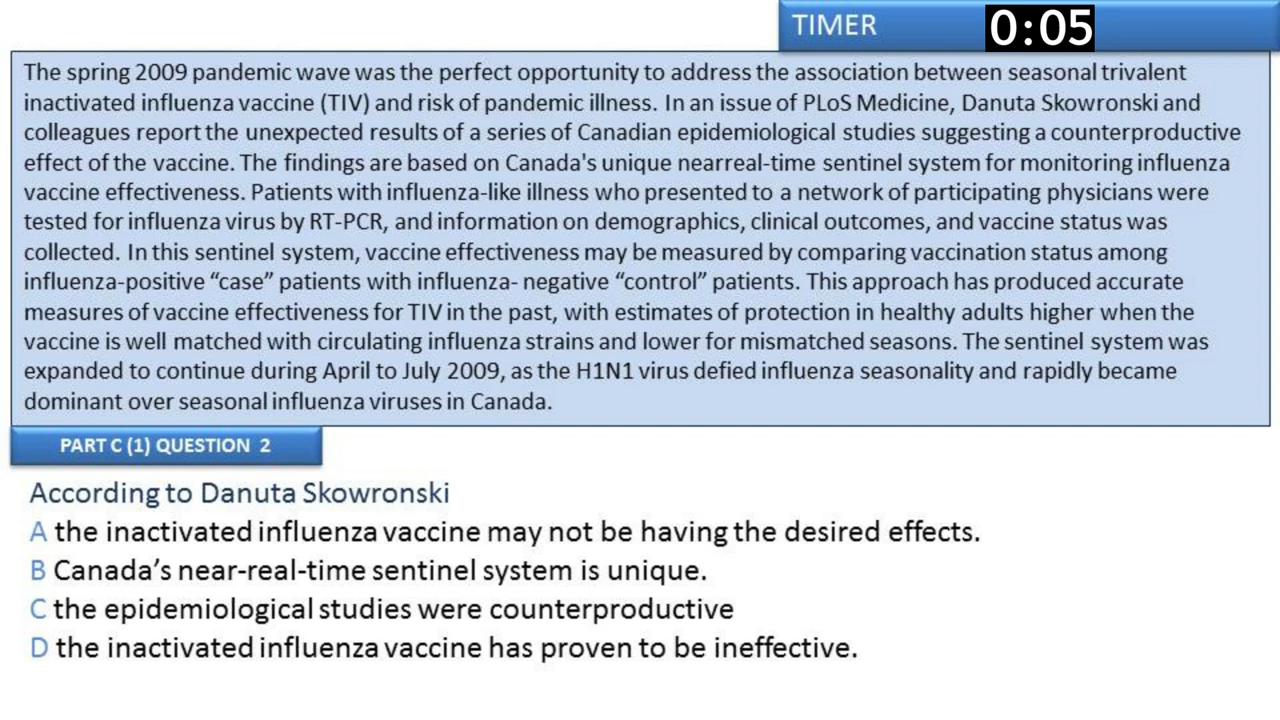 TIMER 0:05
The spring 2009 pandemic wave was the perfect opportunity to address the association between seasonal trivalent
inactivated influenza vaccine (TIV) and risk of pandemic illness. In an issue of PLoS Medicine, Danuta Skowronski and
colleagues report the unexpected results of a series of Canadian epidemiological studies suggesting a counterproductive
effect of the vaccine. The findings are based on Canada's unique nearreal-time sentinel system for monitoring influenza
vaccine effectiveness. Patients with influenza-like illness who presented to a network of participating physicians were
tested for influenza virus by RT-PCR, and information on demographics, clinical outcomes, and vaccine status was
collected. In this sentinel system, vaccine effectiveness may be measured by comparing vaccination status among
influenza-positive “case” patients with influenza- negative “control” patients. This approach has produced accurate
measures of vaccine effectiveness for TIV in the past, with estimates of protection in healthy adults higher when the
vaccine is well matched with circulating influenza strains and lower for mismatched seasons. The sentinel system was
expanded to continue during April to July 2009, as the H1N1 virus defied influenza seasonality and rapidly became
dominant over seasonal influenza viruses in Canada.
PART C (1) QUESTION 2
According to Danuta Skowronski
A the inactivated influenza vaccine may not be having the desired effects.
B Canada’s near-real-time sentinel system is unique.
C the epidemiological studies were counterproductive
D the inactivated influenza vaccine has proven to be ineffective.